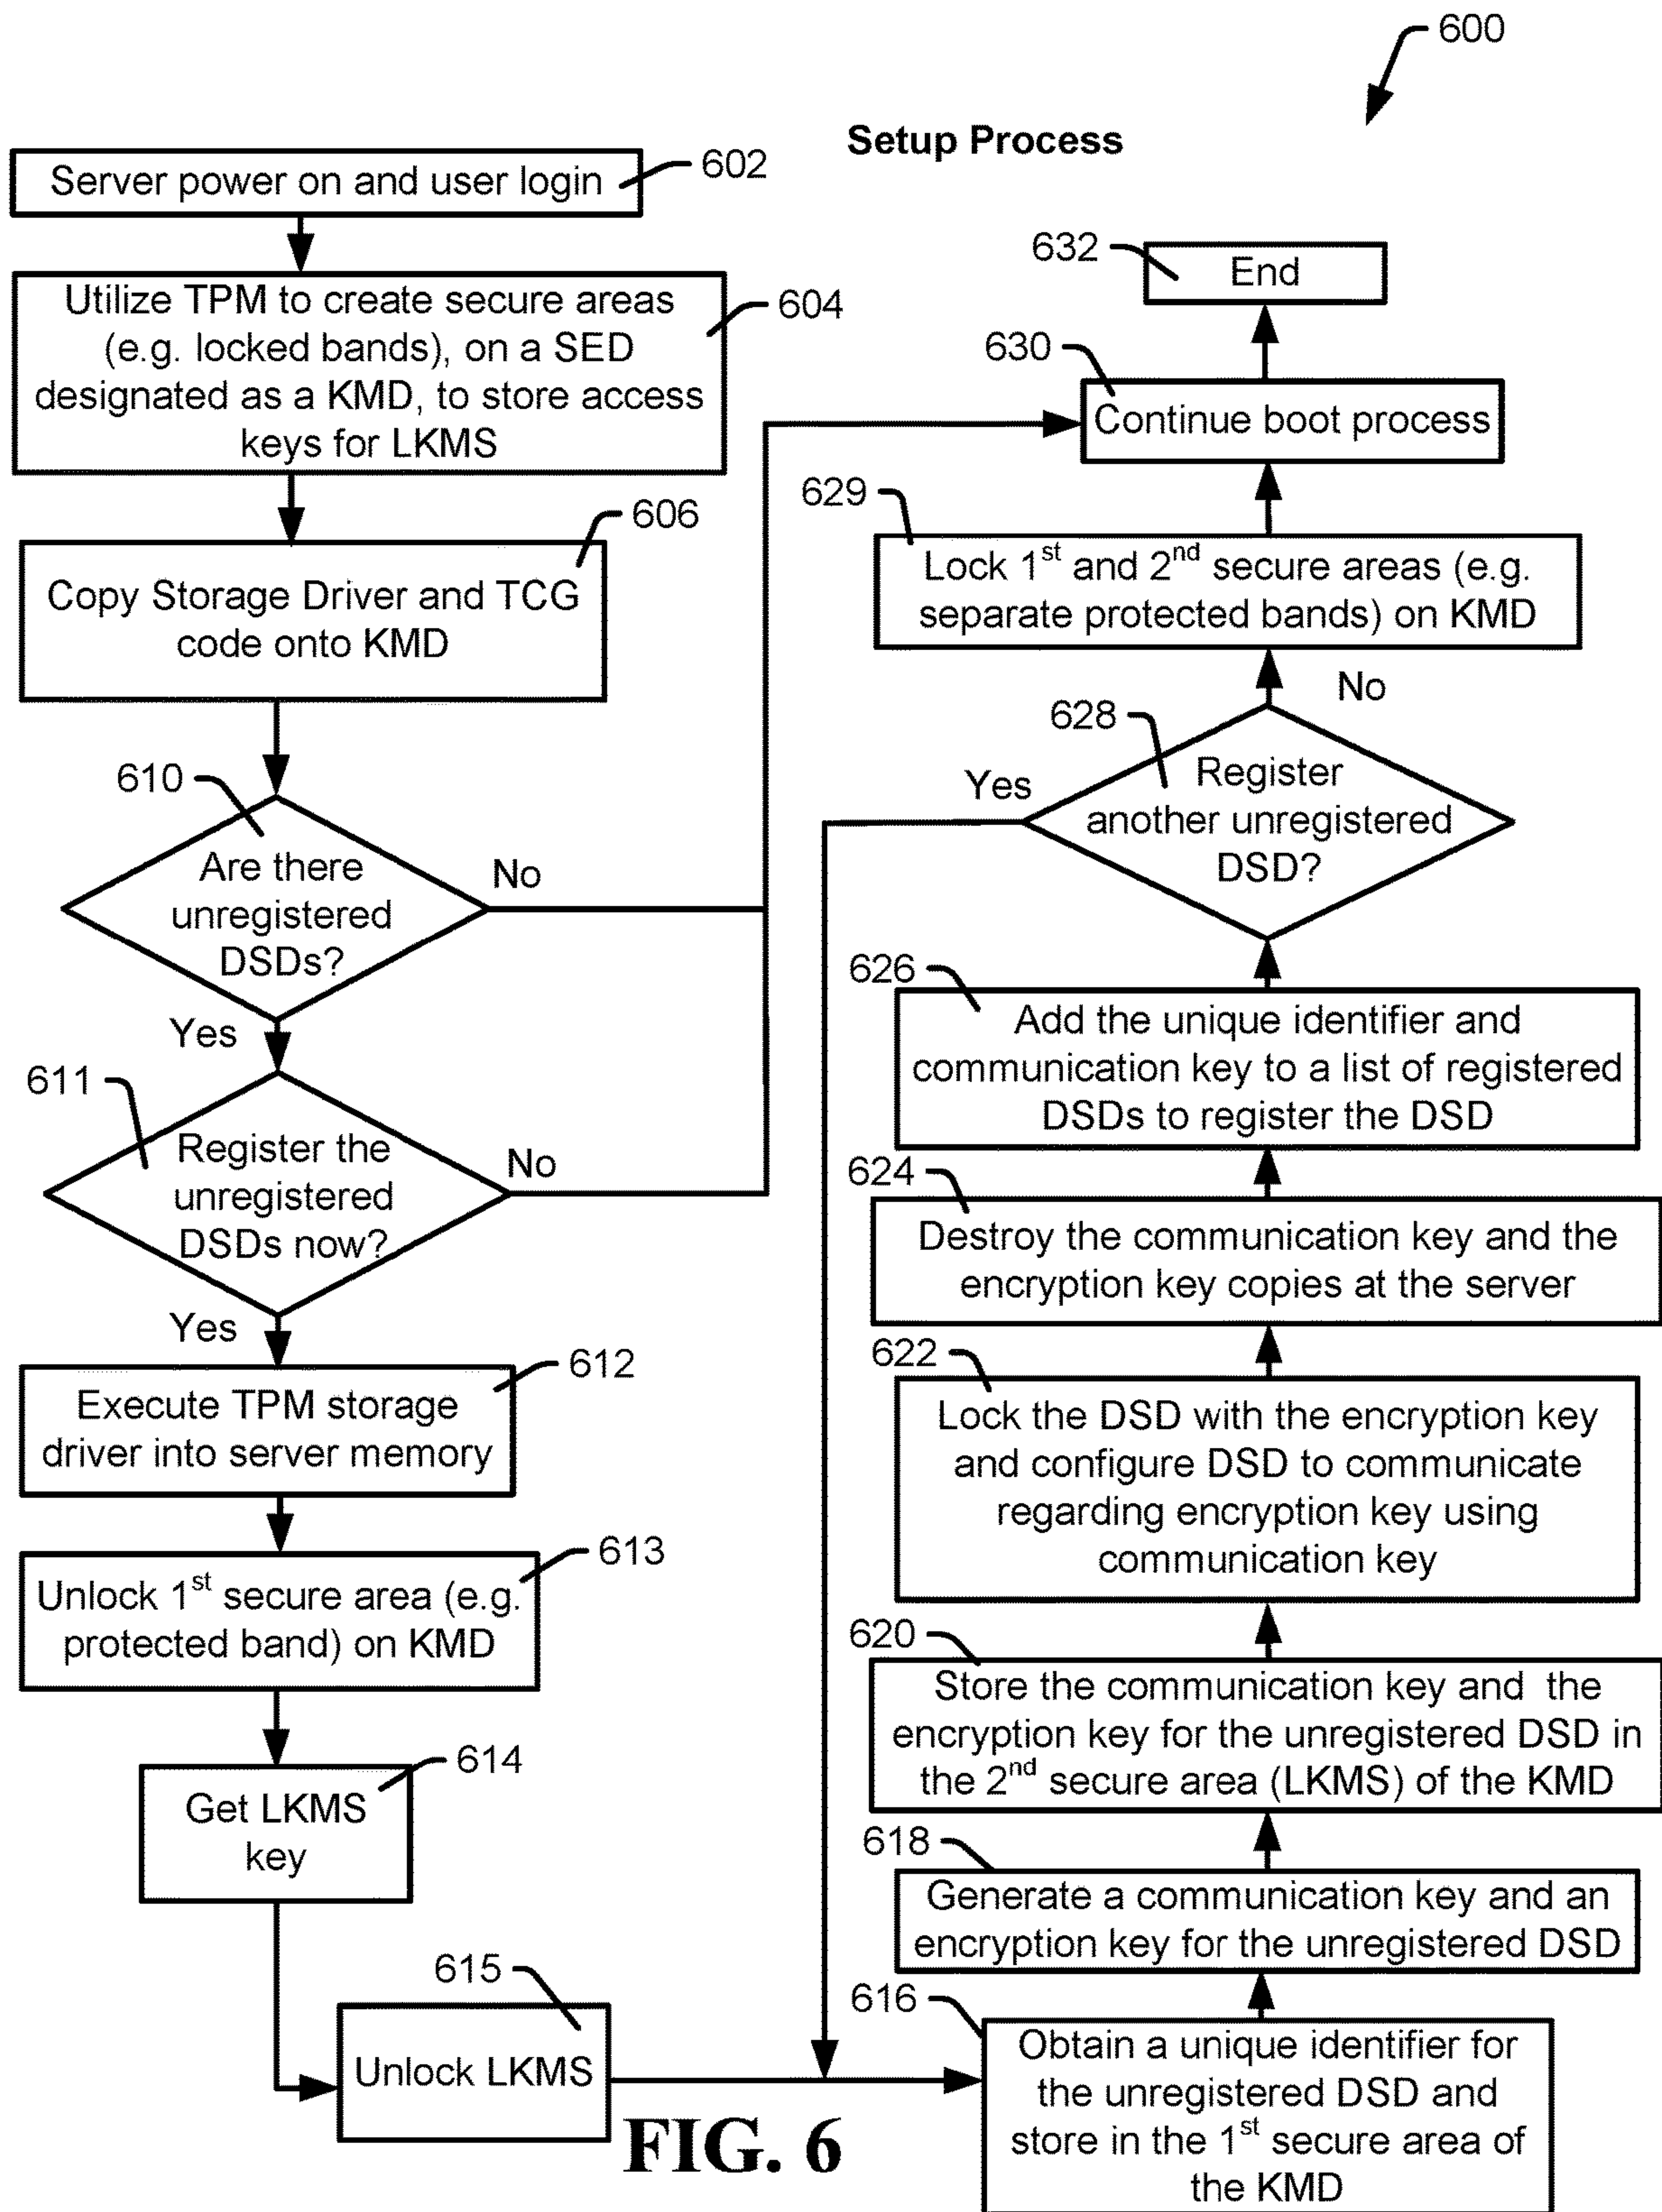 600
Setup Process
602
Server power on and user login
604
Utilize TPM to create secure areas
(e.g. locked bands), on a SED
designated as a KMD, to store access
keys for LKMS
606
Copy Storage Driver and TCG
code onto KMD
610
Are there
unregistered
DSDs?
No
Yes
611
Register the
unregistered
DSDs now?
No
Yes
612
Execute TPM storage
driver into server memory
613
Unlock 1st secure area (e.g.
protected band) on KMD
614
Get LKMS
key
615
Unlock LKMS
616
Obtain a unique identifier for
the unregistered DSD and
store in the 1st secure area of
the KMD
618
Generate a communication key and an
encryption key for the unregistered DSD
620
Store the communication key and the
encryption key for the unregistered DSD in
the 2nd secure area (LKMS) of the KMD
622
Lock the DSD with the encryption key
and configure DSD to communicate
regarding encryption key using
communication key
624
Destroy the communication key and the
encryption key copies at the server
626
Add the unique identifier and
communication key to a list of registered
DSDs to register the DSD
628
Register
another unregistered
DSD?
Yes
No
629
Lock 1st and 2nd secure areas (e.g.
separate protected bands) on KMD
630
Continue boot process
632
End
FIG. 6